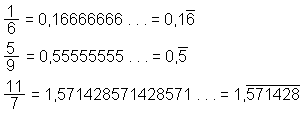 1/6 = 0,16666666 . . . = 0,16̅
5/9 = 0,55555555 . . . = 0,5̅
11/7 = 1,571428571428571 . . . = 1,5̅7̅1̅4̅2̅8̅